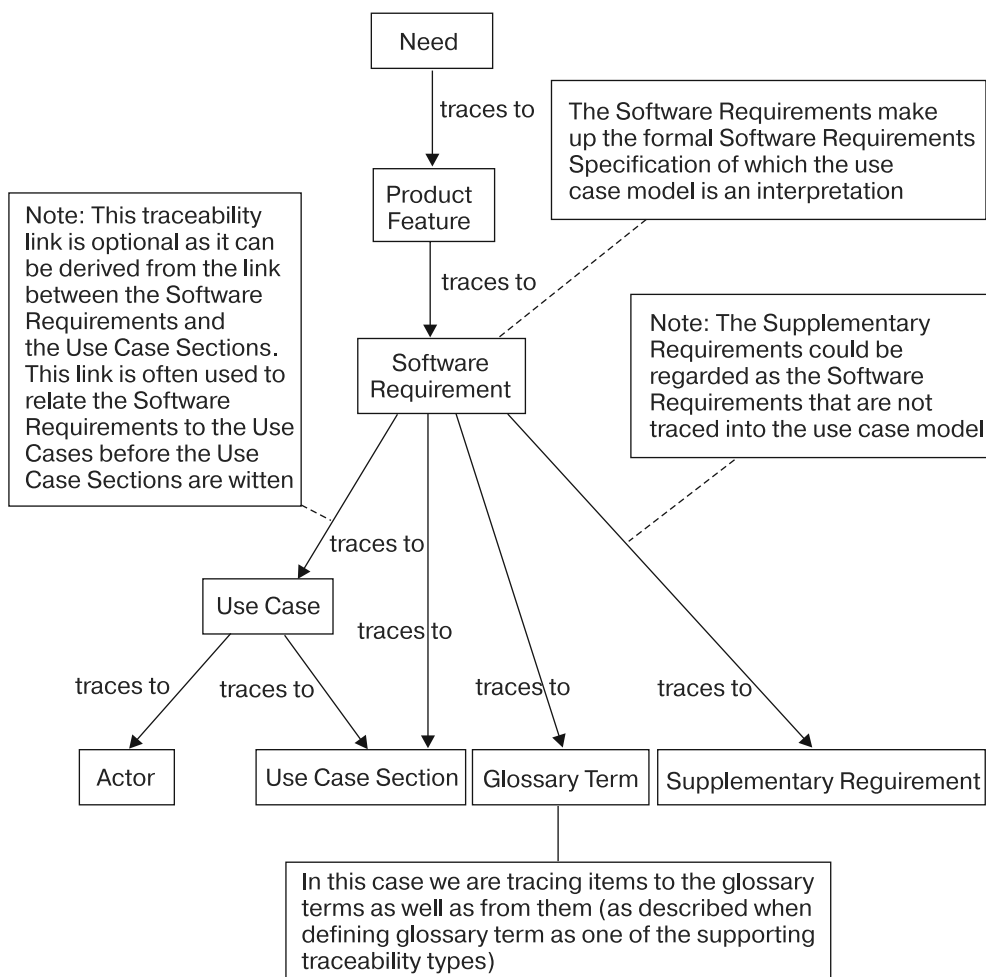 Need
traces to
The Software Requirements make
up the formal Software Requirements
Specification of which the use
case model is an interpretation
Product
Feature
Note: This traceability
link is optional as it can
be derived from the link
between the Software
Requirements and
the Use Case Sections.
This link is often used to
relate the Software
Requirements to the Use
Cases before the Use
Case Sections are witten
traces to
Note: The Supplementary
Requirements could be
regarded as the Software
Requirements that are not
traced into the use case model
Software
Requirement
traces to
Use Case
traces to
traces to
traces to
traces to
traces to
Actor
Use Case Section
Glossary Term
Supplementary Reguirement
In this case we are tracing items to the glossary
terms as well as from them (as described when
defining glossary term as one of the supporting
traceability types)